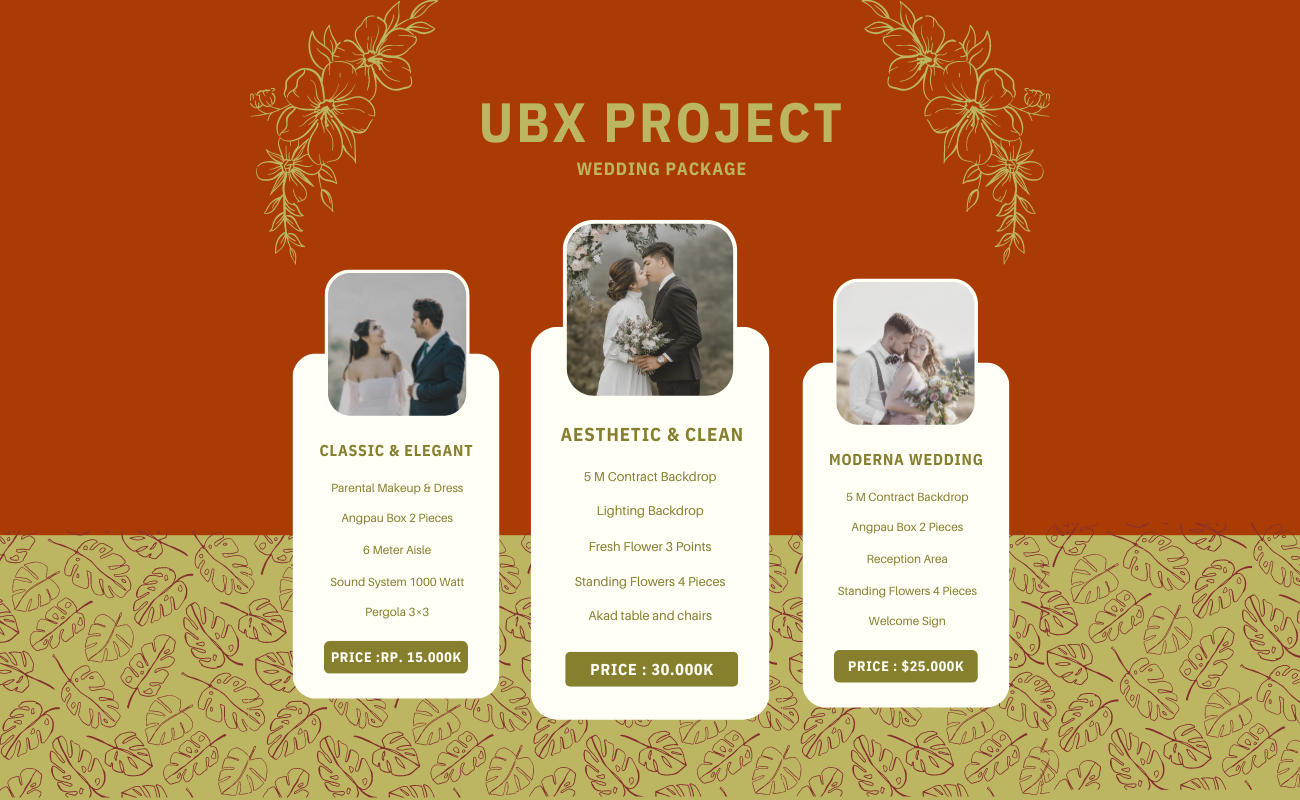 UBX PROJECT
WEDDING PACKAGE
CLASSIC & ELEGANT
Parental Makeup & Dress
Angpau Box 2 Pieces
6 Meter Aisle
Sound System 1000 Watt
Pergola 3×3
PRICE :RP. 15.000K
AESTHETIC & CLEAN
5 M Contract Backdrop
Lighting Backdrop
Fresh Flower 3 Points
Standing Flowers 4 Pieces
Akad table and chairs
PRICE : 30.000K
MODERNA WEDDING
5 M Contract Backdrop
Angpau Box 2 Pieces
Reception Area
Standing Flowers 4 Pieces
Welcome Sign
PRICE : $25.000K